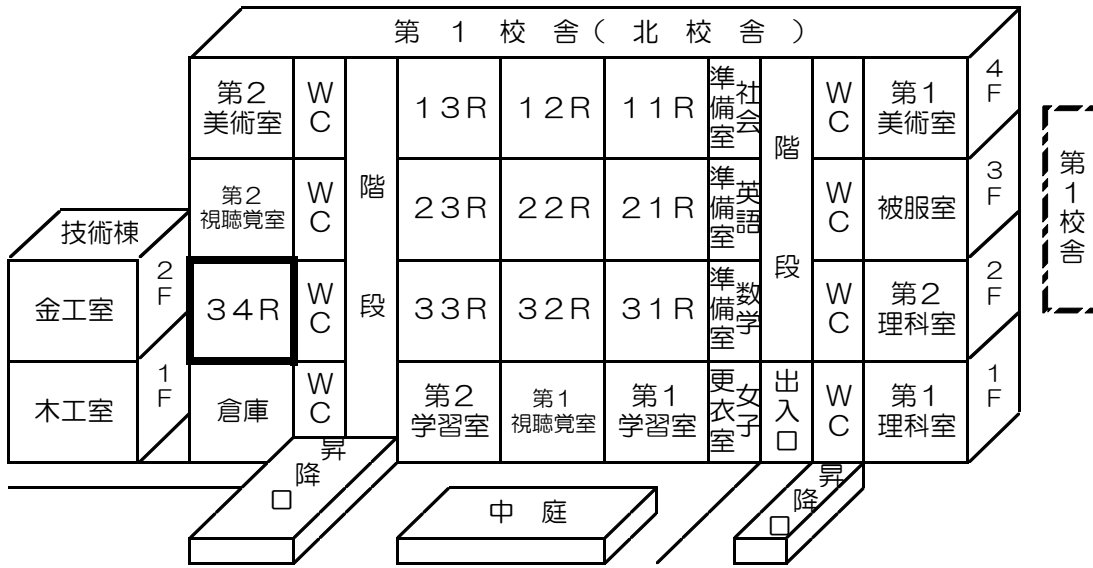 第1校舎（北校舎）
第2
美術室
WC
階段
13R
12R
11R
社会
準備室
階段
WC
第1
美術室
4F
第2
視聴覚室
WC
23R
22R
21R
英語
準備室
WC
被服室
3F
技術棟
金工室
2F
34R
WC
33R
32R
31R
数学
準備室
WC
第2
理科室
2F
木工室
1F
倉庫
WC
第2
学習室
第1
視聴覚室
第1
学習室
女子
更衣室
出入口
WC
第1
理科室
1F
昇降口
中庭
昇降口
第1校舎